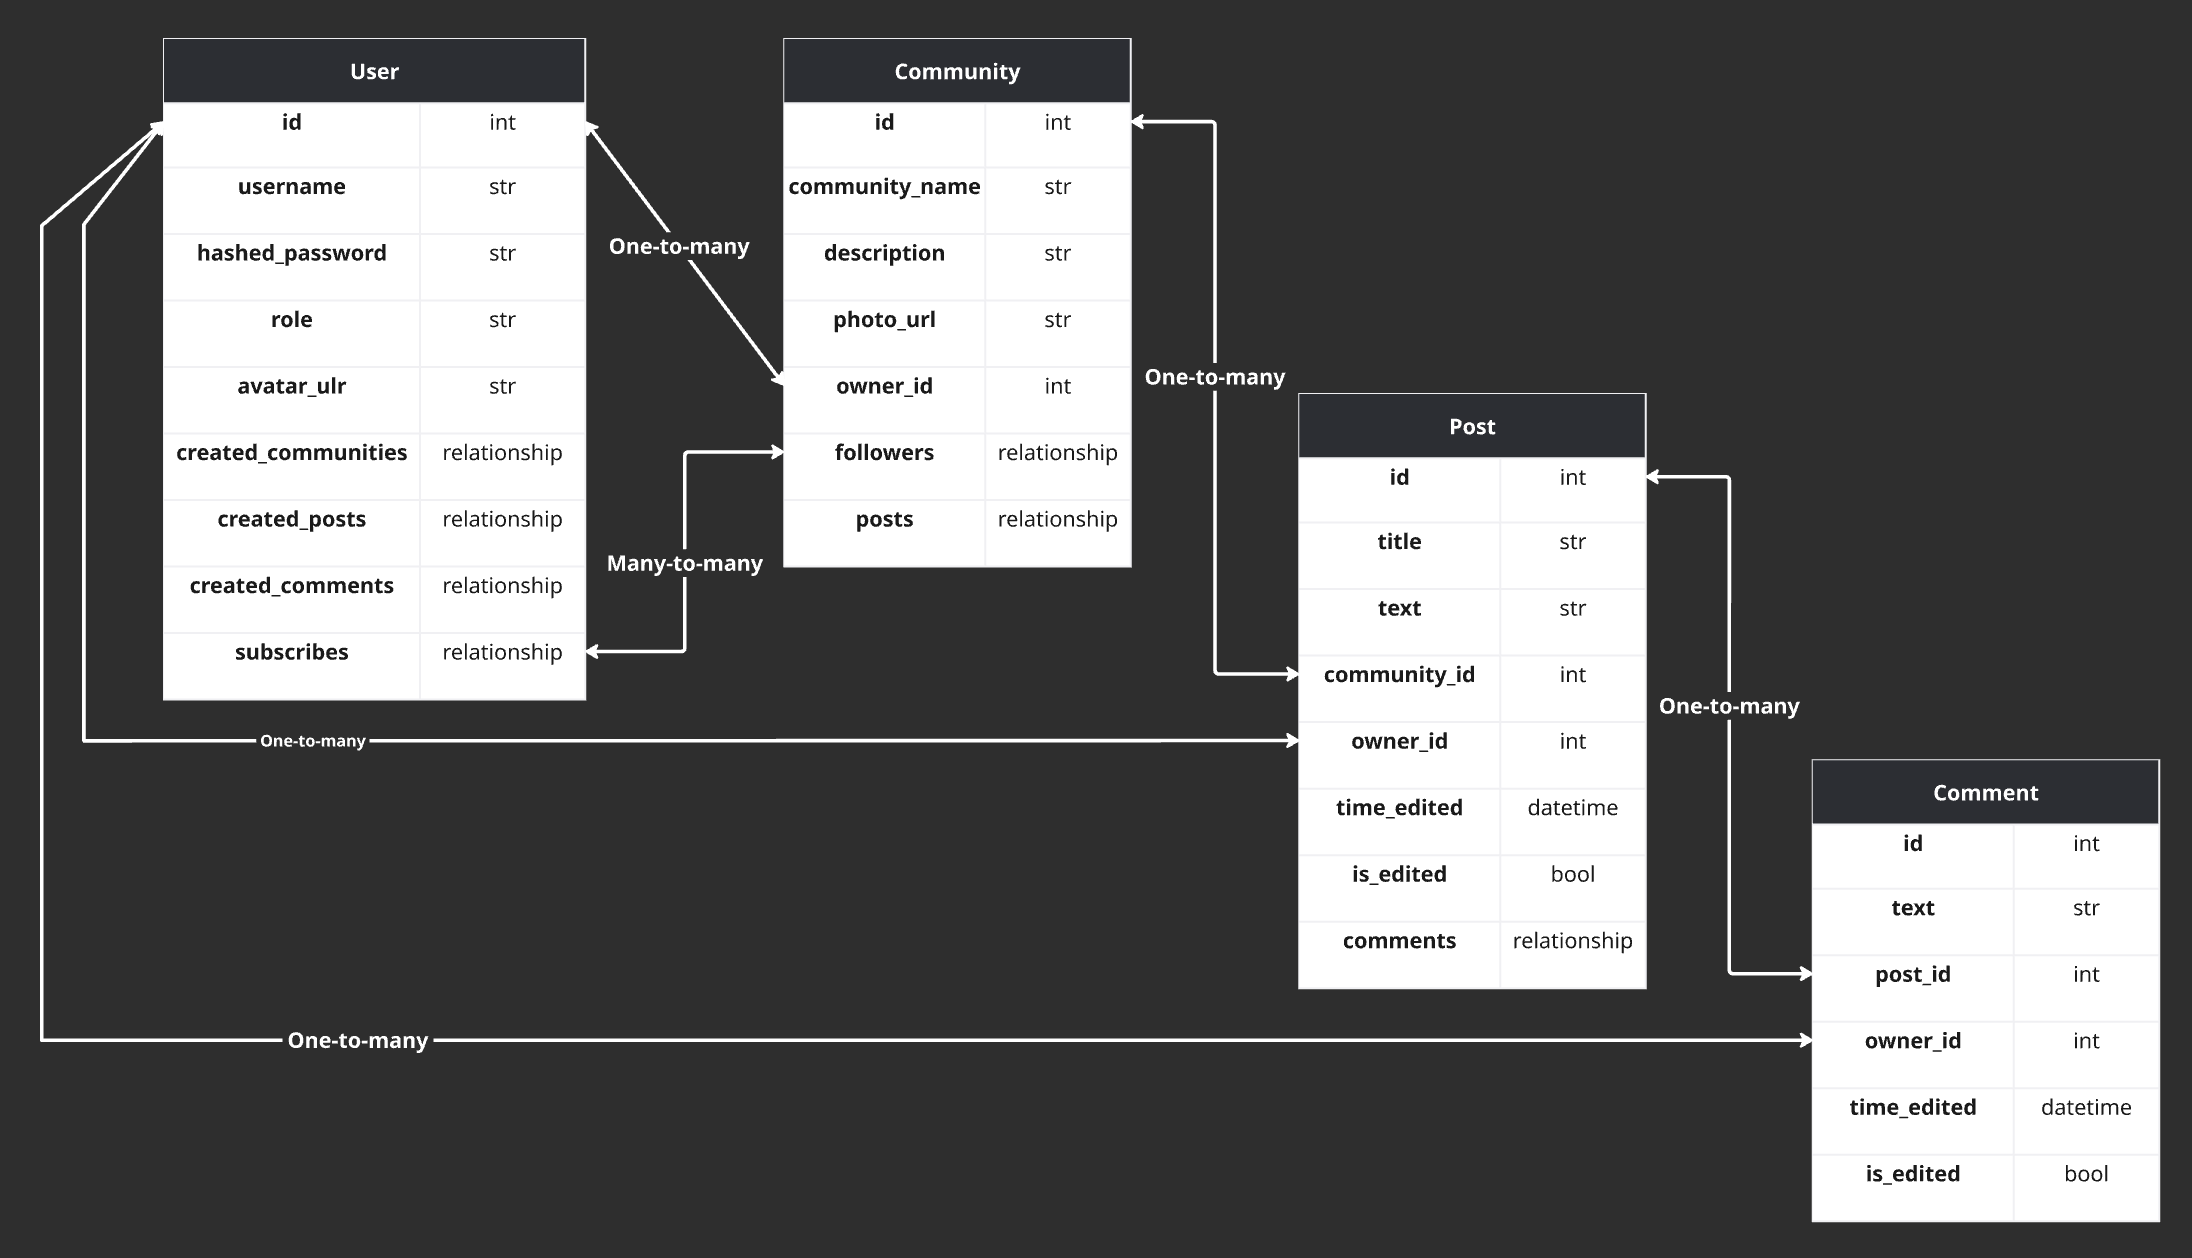 User
id int
username str
hashed_password str
role str
avatar_ulr str
created_communities relationship
created_posts relationship
created_comments relationship
subscribes relationship
One-to-many
Many-to-many
Community
id int
community_name str
description str
photo_url str
owner_id int
followers relationship
posts relationship
One-to-many
Post
id int
title str
text str
community_id int
owner_id int
time_edited datetime
is_edited bool
comments relationship
One-to-many
One-to-many
Comment
id int
text str
post_id int
owner_id int
time_edited datetime
is_edited bool
One-to-many